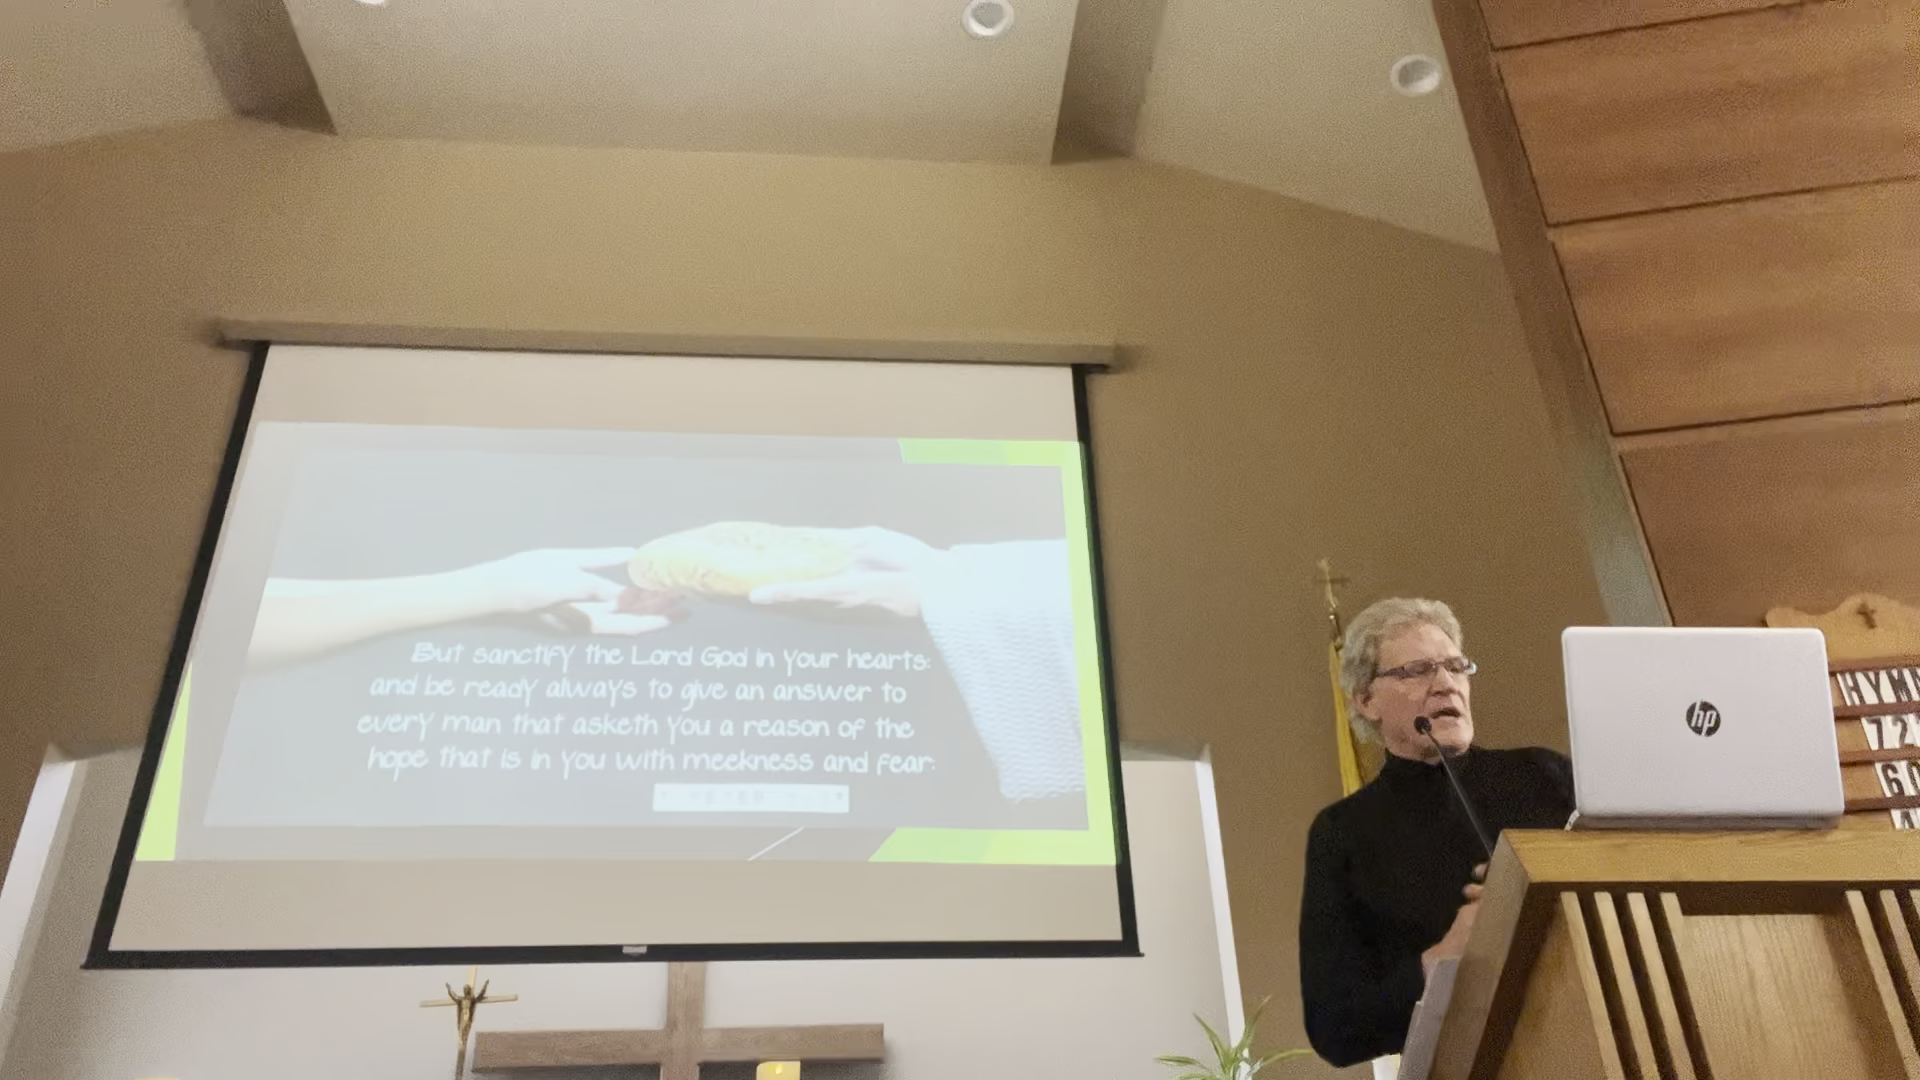 But sanctify the Lord God in your hearts:
and be ready always to give an answer to
every man that asketh you a reason of the
hope that is in you with meekness and fear:
hp
HYM
72
60